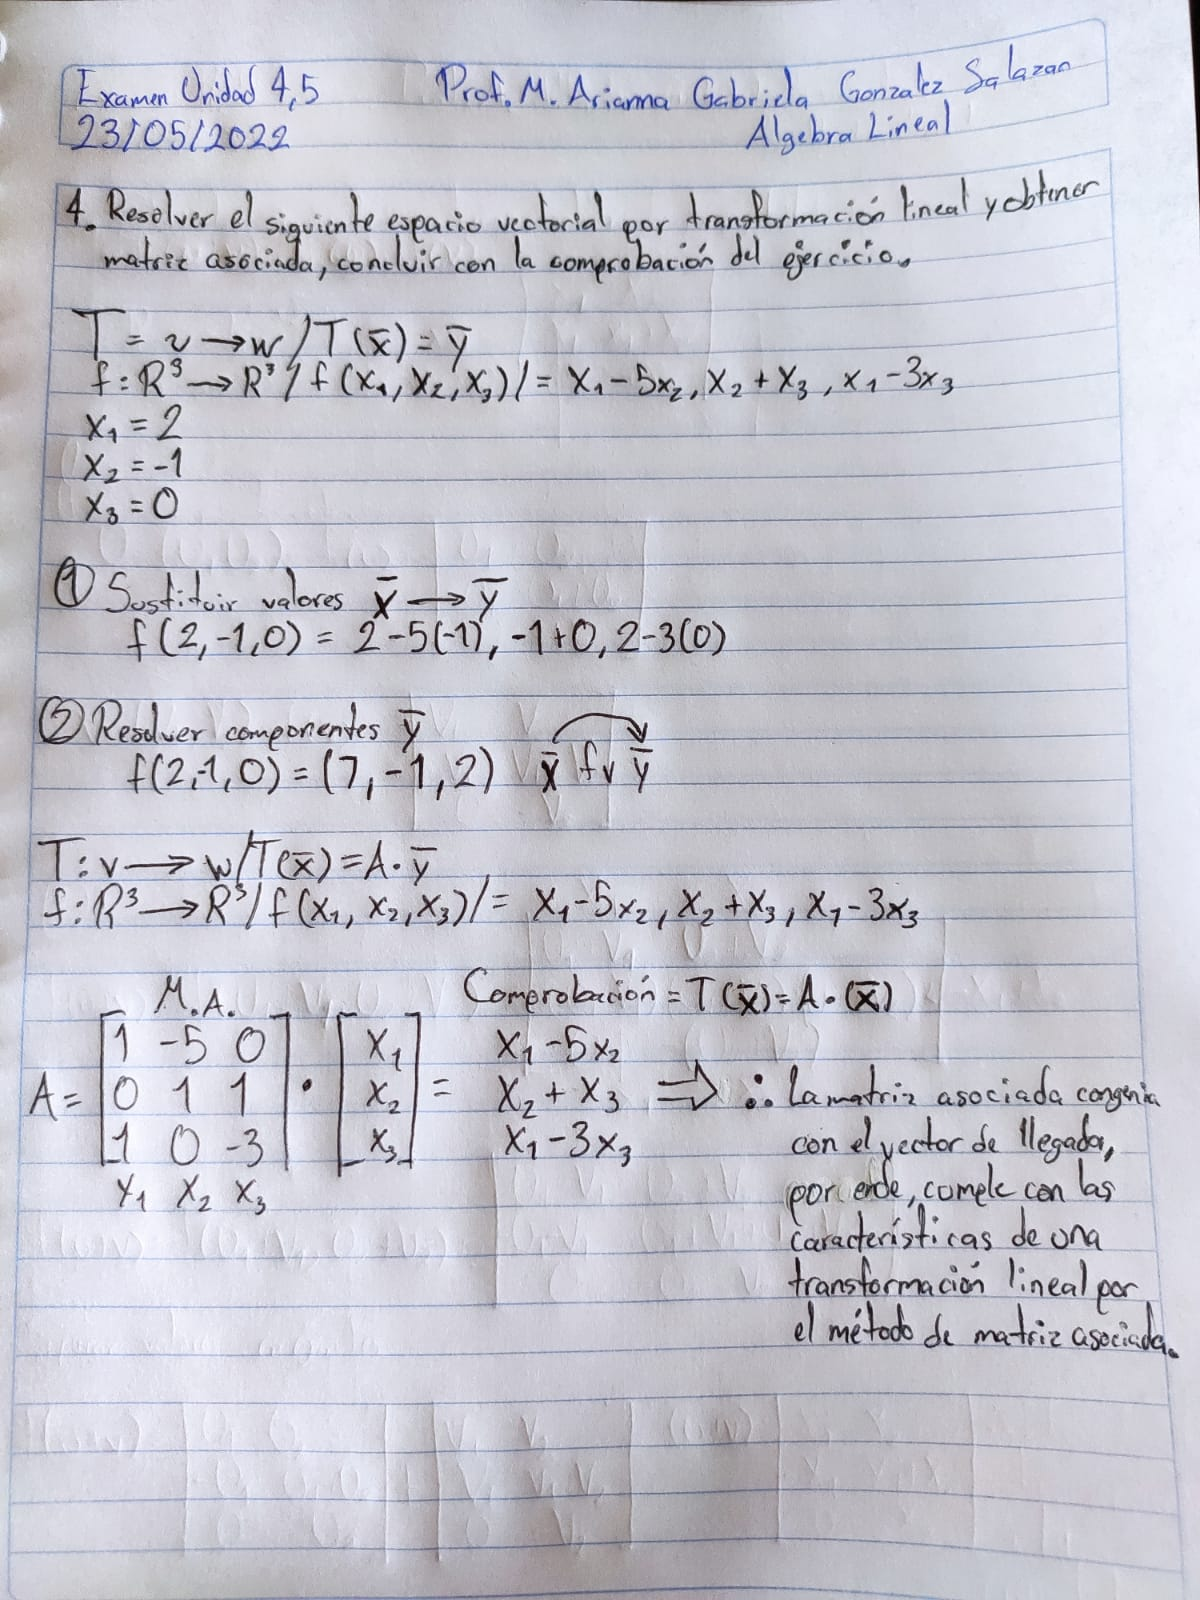 Examen Unidad 4,5 Prof. M. Arianna Gabriela Gonzalez Salazar
23/05/2022 Algebra Lineal
4. Resolver el siguiente espacio vectorial por transformación lineal y obtener
matriz asociada, concluir con la comprobación del ejercicio.
T = v → w / T(x̄) = ȳ
f: R³ → R³ / f(x₁, x₂, x₃) / = x₁ - 5x₂, x₂ + x₃, x₁ - 3x₃
x₁ = 2
x₂ = -1
x₃ = 0
① Sustituir valores x̄ → ȳ
f(2, -1, 0) = 2 - 5(-1), -1 + 0, 2 - 3(0)
② Resolver componentes ȳ
f(2, -1, 0) = (7, -1, 2) x̄ fv ȳ
T: v → w / T(x̄) = A · ȳ
f: R³ → R³ / f(x₁, x₂, x₃) / = x₁ - 5x₂, x₂ + x₃, x₁ - 3x₃
M.A. Comprobación = T(x̄) = A · (x̄)
1 -5 0 x₁ x₁ - 5x₂
A = 0 1 1 · x₂ = x₂ + x₃ ⇒ ∴ La matriz asociada congenia
1 0 -3 x₃ x₁ - 3x₃ con el vector de llegada,
x₁ x₂ x₃ por ende, cumple con las
características de una
transformación lineal por
el método de matriz asociada.